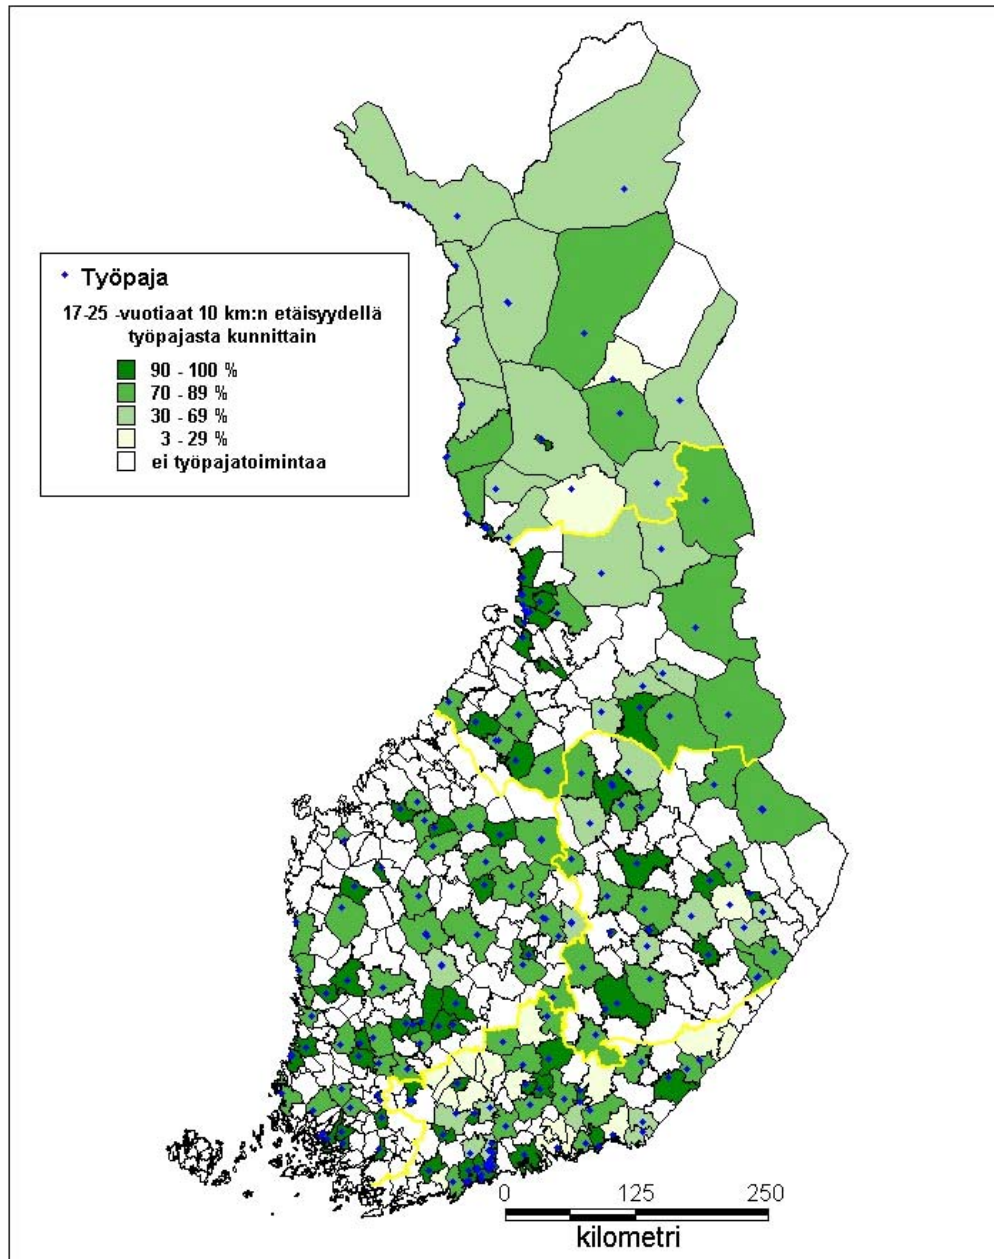 Työpaja
17-25 -vuotiaat 10 km:n etäisyydellä
työpajasta kunnittain
90 - 100 %
70 - 89 %
30 - 69 %
3 - 29 %
ei työpajatoimintaa
0 125 250
kilometri